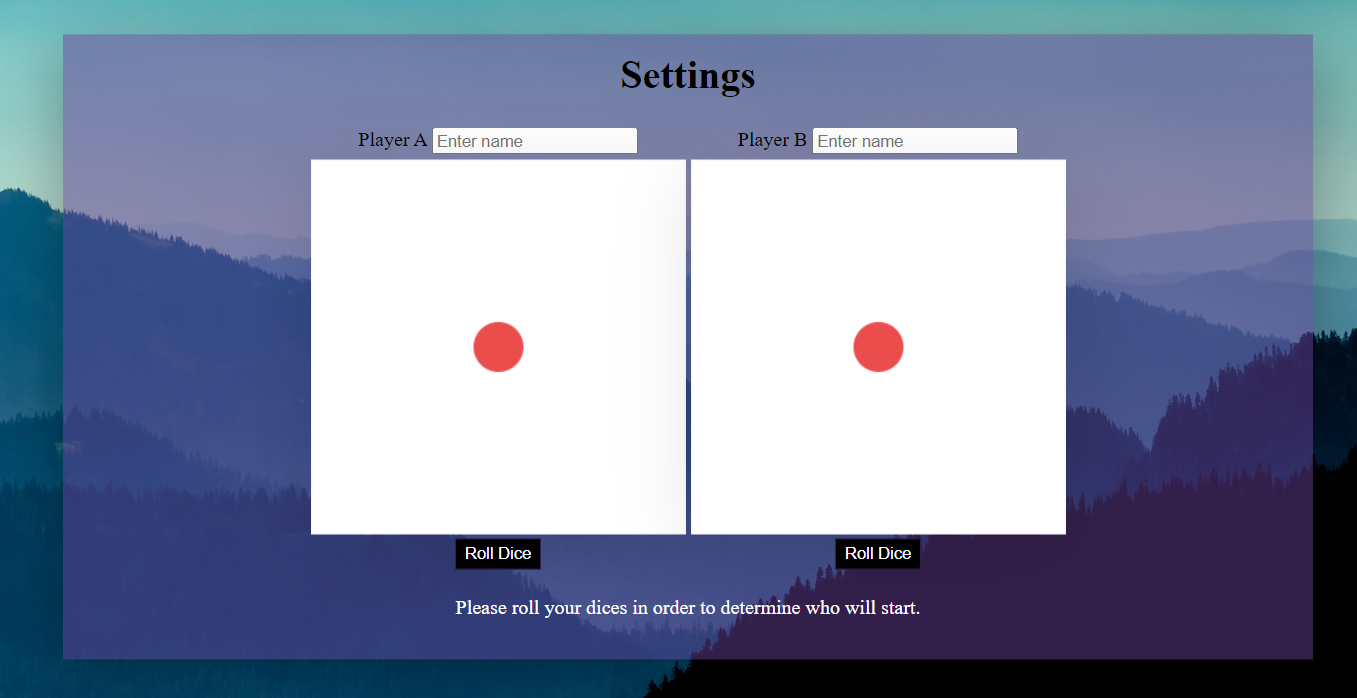 Settings
Player A Enter name Player B Enter name
Roll Dice Roll Dice
Please roll your dices in order to determine who will start.